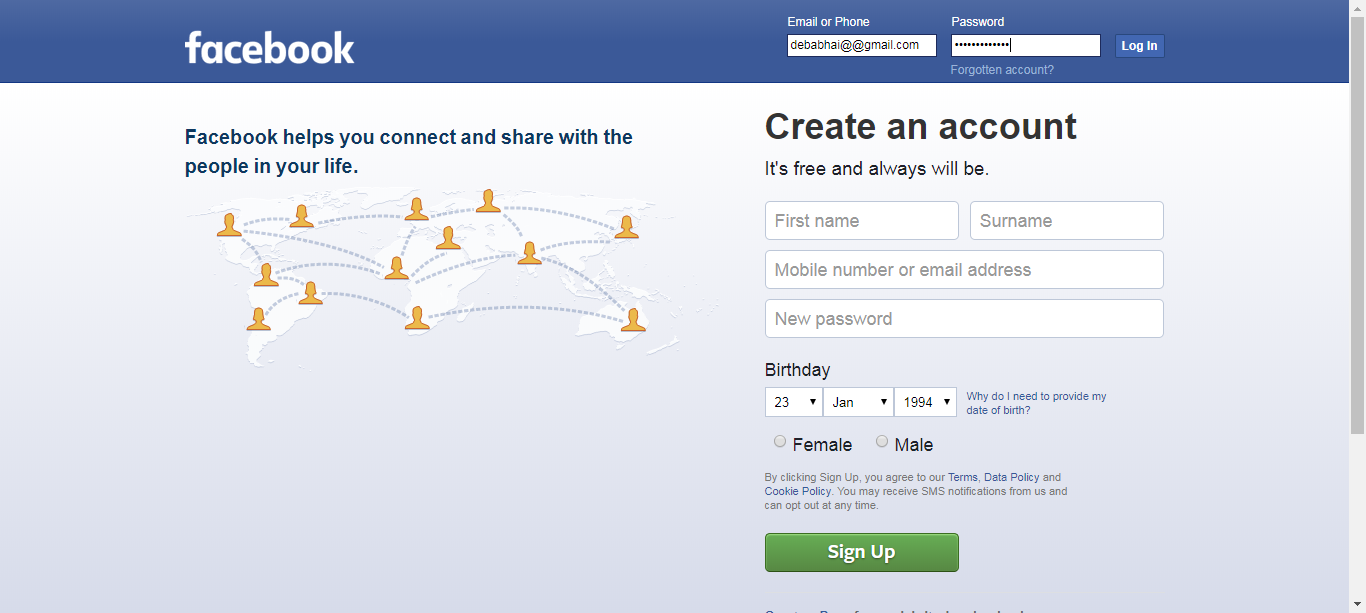 facebook
Email or Phone
Password
debabhai@@gmail.com
•••••••••••••
Log In
Forgotten account?
Facebook helps you connect and share with the
people in your life.
Create an account
It's free and always will be.
First name
Surname
Mobile number or email address
New password
Birthday
23
Jan
1994
Why do I need to provide my
date of birth?
Female
Male
By clicking Sign Up, you agree to our Terms, Data Policy and
Cookie Policy. You may receive SMS notifications from us and
can opt out at any time.
Sign Up